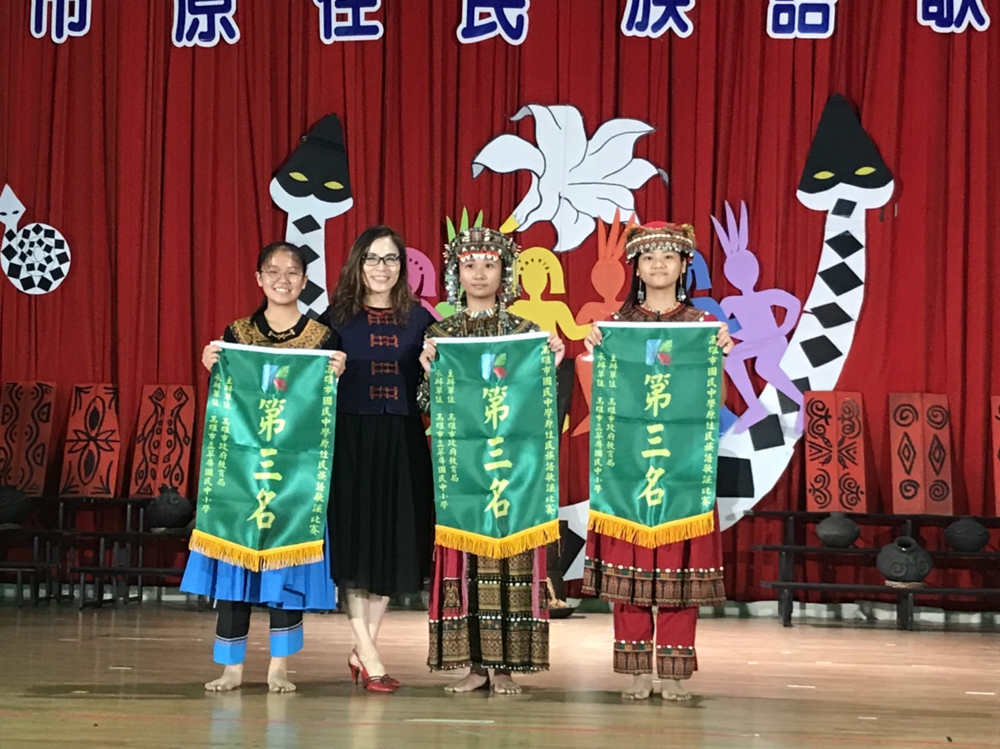 市原住民族語歌
高雄市國民中學原住民族語歌謠比賽
第三名
主辦單位：高雄市政府教育局
承辦單位：高雄市立翠屏國民中小學
高雄市國民中學原住民族語歌謠比賽
第三名
主辦單位：高雄市政府教育局
承辦單位：高雄市立翠屏國民中小學
高雄市國民中學原住民族語歌謠比賽
第三名
主辦單位：高雄市政府教育局
承辦單位：高雄市立翠屏國民中小學